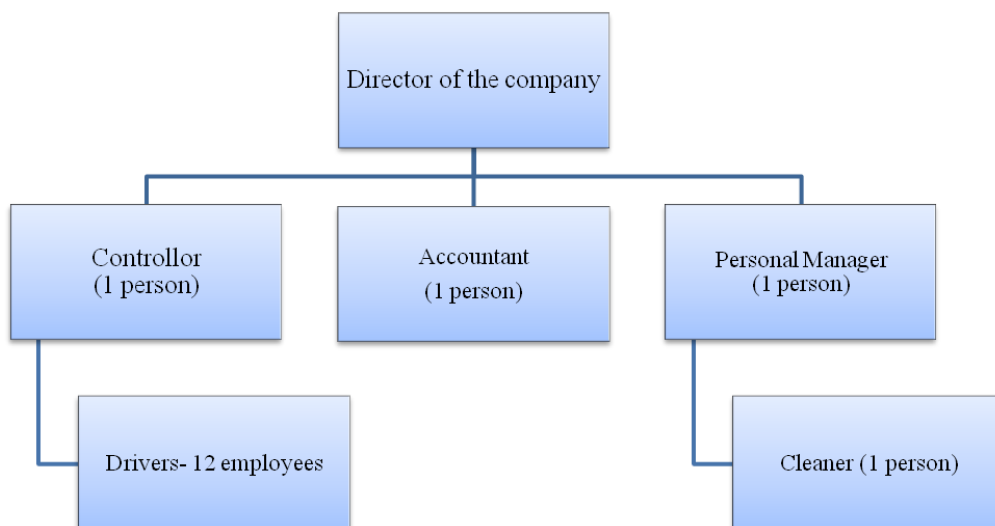 Director of the company
Controllor
(1 person)
Accountant
(1 person)
Personal Manager
(1 person)
Drivers- 12 employees
Cleaner (1 person)